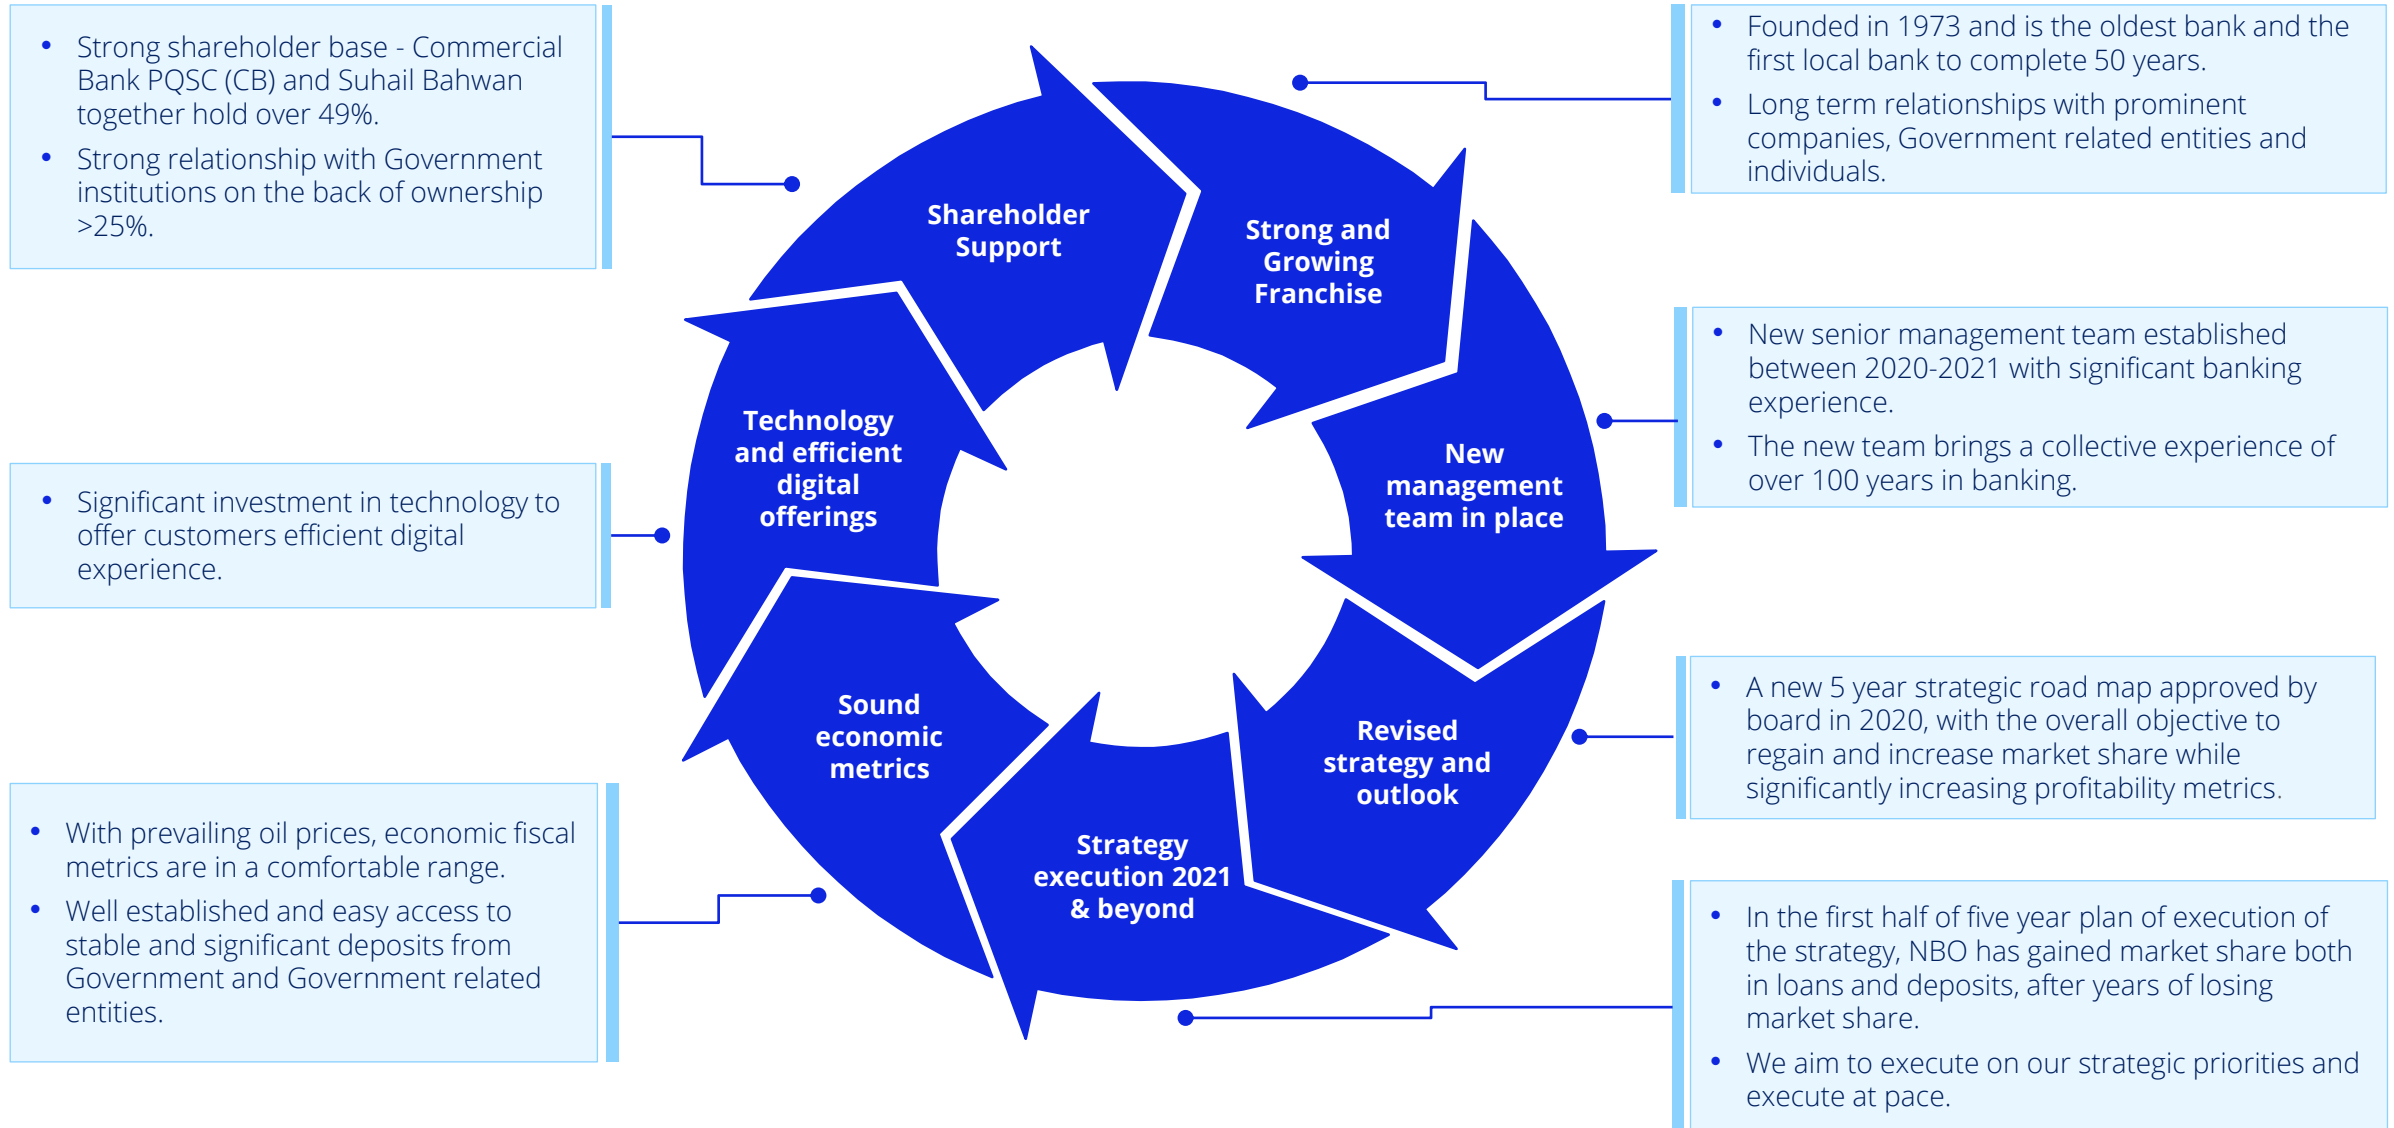 • Strong shareholder base - Commercial
Bank PQSC (CB) and Suhail Bahwan
together hold over 49%.
• Strong relationship with Government
institutions on the back of ownership
>25%.
• Significant investment in technology to
offer customers efficient digital
experience.
• With prevailing oil prices, economic fiscal
metrics are in a comfortable range.
• Well established and easy access to
stable and significant deposits from
Government and Government related
entities.
Shareholder
Support
Strong and
Growing
Franchise
New
management
team in place
Revised
strategy and
outlook
Strategy
execution 2021
& beyond
Sound
economic
metrics
Technology
and efficient
digital
offerings
• Founded in 1973 and is the oldest bank and the
first local bank to complete 50 years.
• Long term relationships with prominent
companies, Government related entities and
individuals.
• New senior management team established
between 2020-2021 with significant banking
experience.
• The new team brings a collective experience of
over 100 years in banking.
• A new 5 year strategic road map approved by
board in 2020, with the overall objective to
regain and increase market share while
significantly increasing profitability metrics.
• In the first half of five year plan of execution of
the strategy, NBO has gained market share both
in loans and deposits, after years of losing
market share.
• We aim to execute on our strategic priorities and
execute at pace.